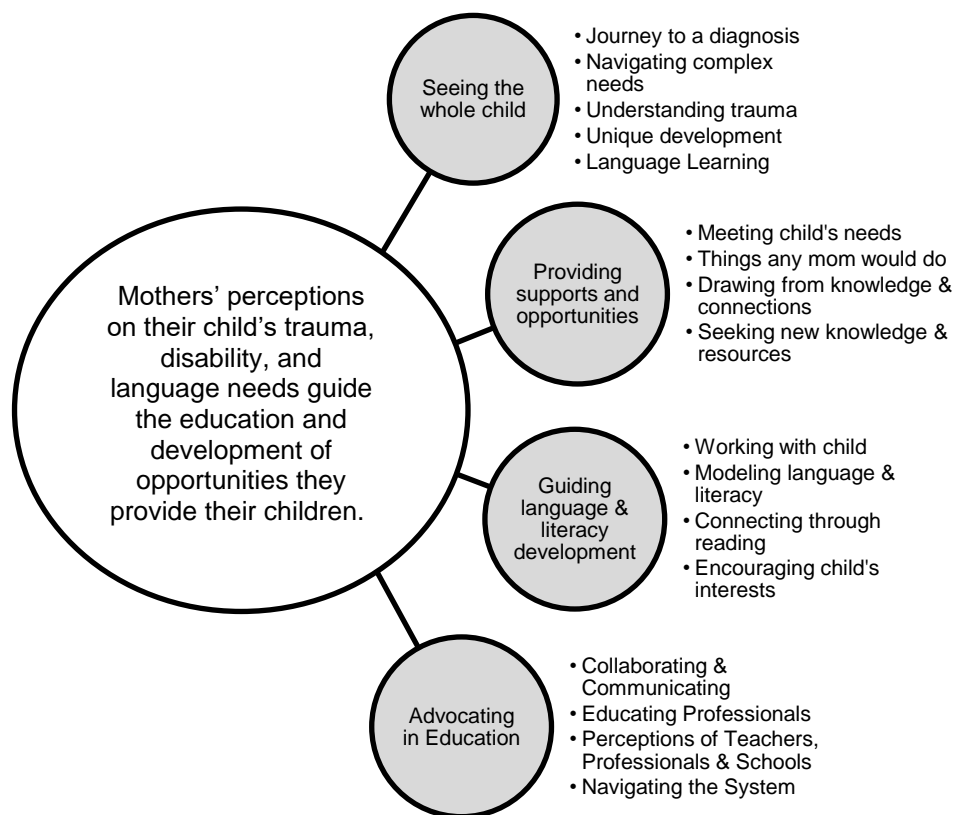 Mothers' perceptions
on their child's trauma,
disability, and
language needs guide
the education and
development of
opportunities they
provide their children.
Seeing the
whole child
• Journey to a diagnosis
• Navigating complex
needs
• Understanding trauma
• Unique development
• Language Learning
Providing
supports and
opportunities
• Meeting child's needs
• Things any mom would do
• Drawing from knowledge &
connections
• Seeking new knowledge &
resources
Guiding
language &
literacy
development
• Working with child
• Modeling language &
literacy
• Connecting through
reading
• Encouraging child's
interests
Advocating
in Education
• Collaborating &
Communicating
• Educating Professionals
• Perceptions of Teachers,
Professionals & Schools
• Navigating the System